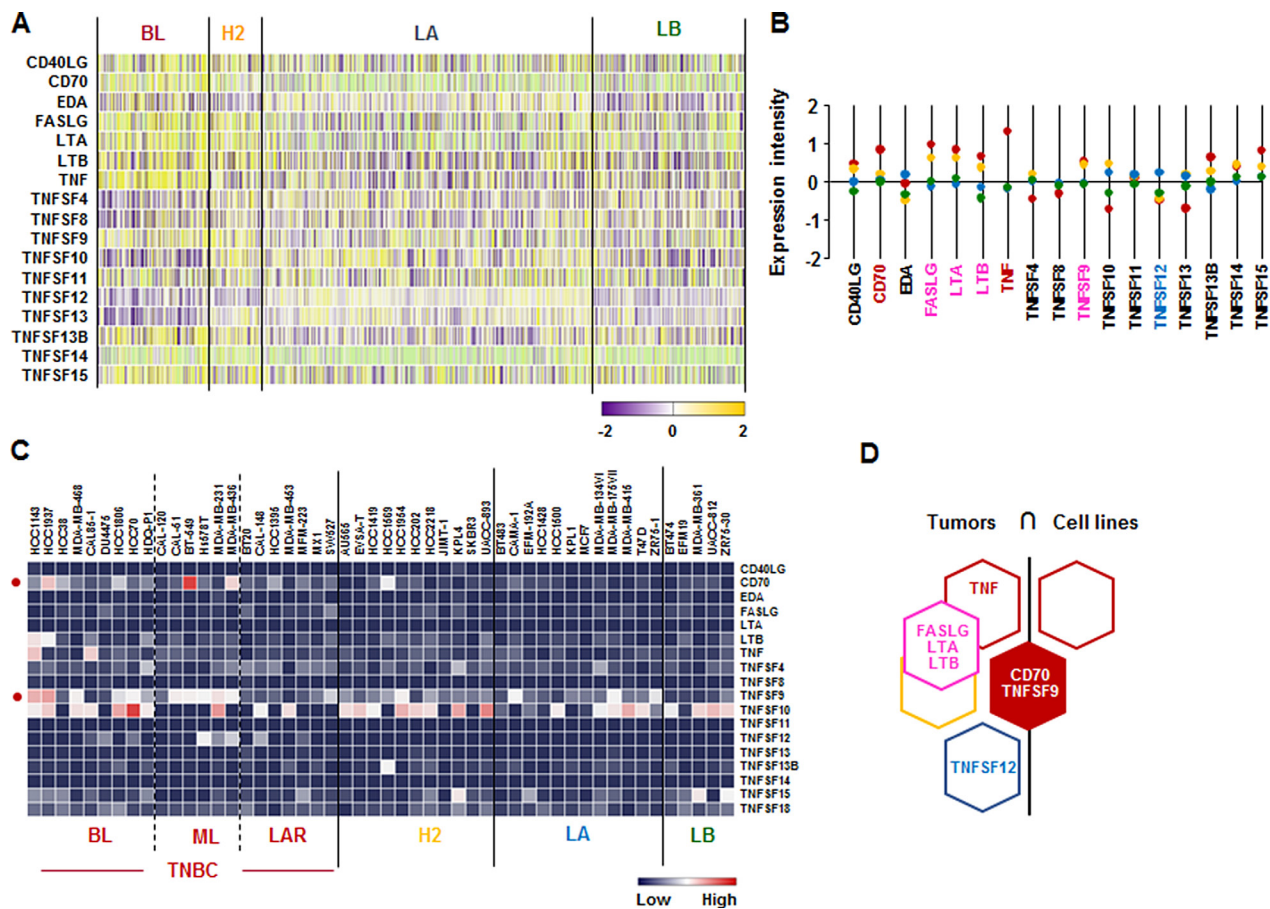 A
BL
H2
LA
LB
CD40LG
CD70
EDA
FASLG
LTA
LTB
TNF
TNFSF4
TNFSF8
TNFSF9
TNFSF10
TNFSF11
TNFSF12
TNFSF13
TNFSF13B
TNFSF14
TNFSF15
-2
0
2
B
Expression intensity
2
1
0
-1
-2
CD40LG
CD70
EDA
FASLG
LTA
LTB
TNF
TNFSF4
TNFSF8
TNFSF9
TNFSF10
TNFSF11
TNFSF12
TNFSF13
TNFSF13B
TNFSF14
TNFSF15
C
HCC1143
HCC1937
HCC38
MDA-MB-468
CAL85-1
DU4475
HCC1806
HCC70
HDQ-P1
CAL-120
CAL-51
BT-549
Hs578T
MDA-MB-231
MDA-MB-436
BT20
CAL-148
HCC1395
MDA-MB-453
MFM-223
MX1
SW527
AU565
EVSA-T
HCC1419
HCC1569
HCC1954
HCC202
HCC2218
JIMT-1
KPL4
SKBR3
UACC-893
BT483
CAMA-1
EFM-192A
HCC1428
HCC1500
KPL1
MCF7
MDA-MB-134VI
MDA-MB-175VII
MDA-MB-415
T47D
ZR75-1
BT474
EFM19
MDA-MB-361
UACC-812
ZR75-30
CD40LG
CD70
EDA
FASLG
LTA
LTB
TNF
TNFSF4
TNFSF8
TNFSF9
TNFSF10
TNFSF11
TNFSF12
TNFSF13
TNFSF13B
TNFSF14
TNFSF15
TNFSF18
BL
ML
LAR
H2
LA
LB
TNBC
Low
High
D
Tumors ∩ Cell lines
TNF
FASLG
LTA
LTB
CD70
TNFSF9
TNFSF12